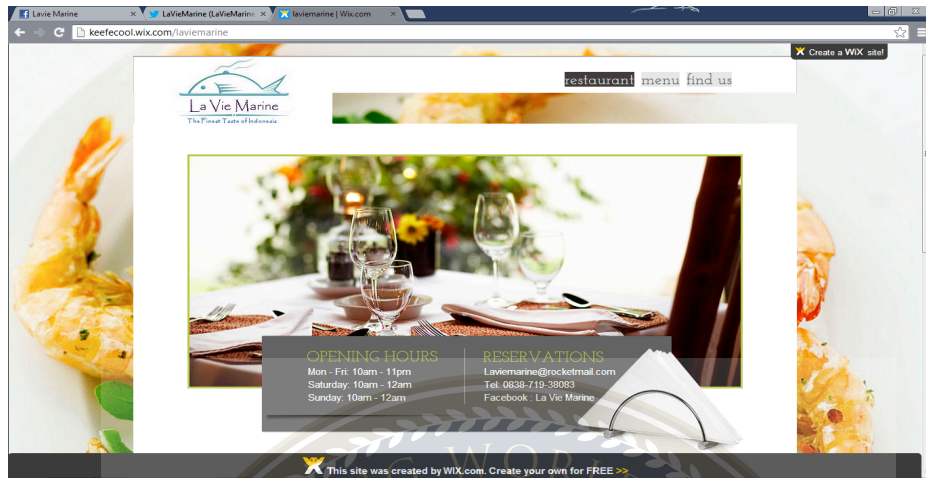 Lavie Marine
LaVieMarine (LaVieMarine
laviemarine | Wix.com
keefecool.wix.com/laviemarine
Create a WiX site!
restaurant menu find us
La Vie Marine
The Finest Taste of Indonesia
OPENING HOURS
Mon - Fri: 10am - 11pm
Saturday: 10am - 12am
Sunday: 10am - 12am
RESERVATIONS
Laviemarine@rocketmail.com
Tel: 0838-719-38083
Facebook : La Vie Marine
WOR
This site was created by WIX.com. Create your own for FREE >>